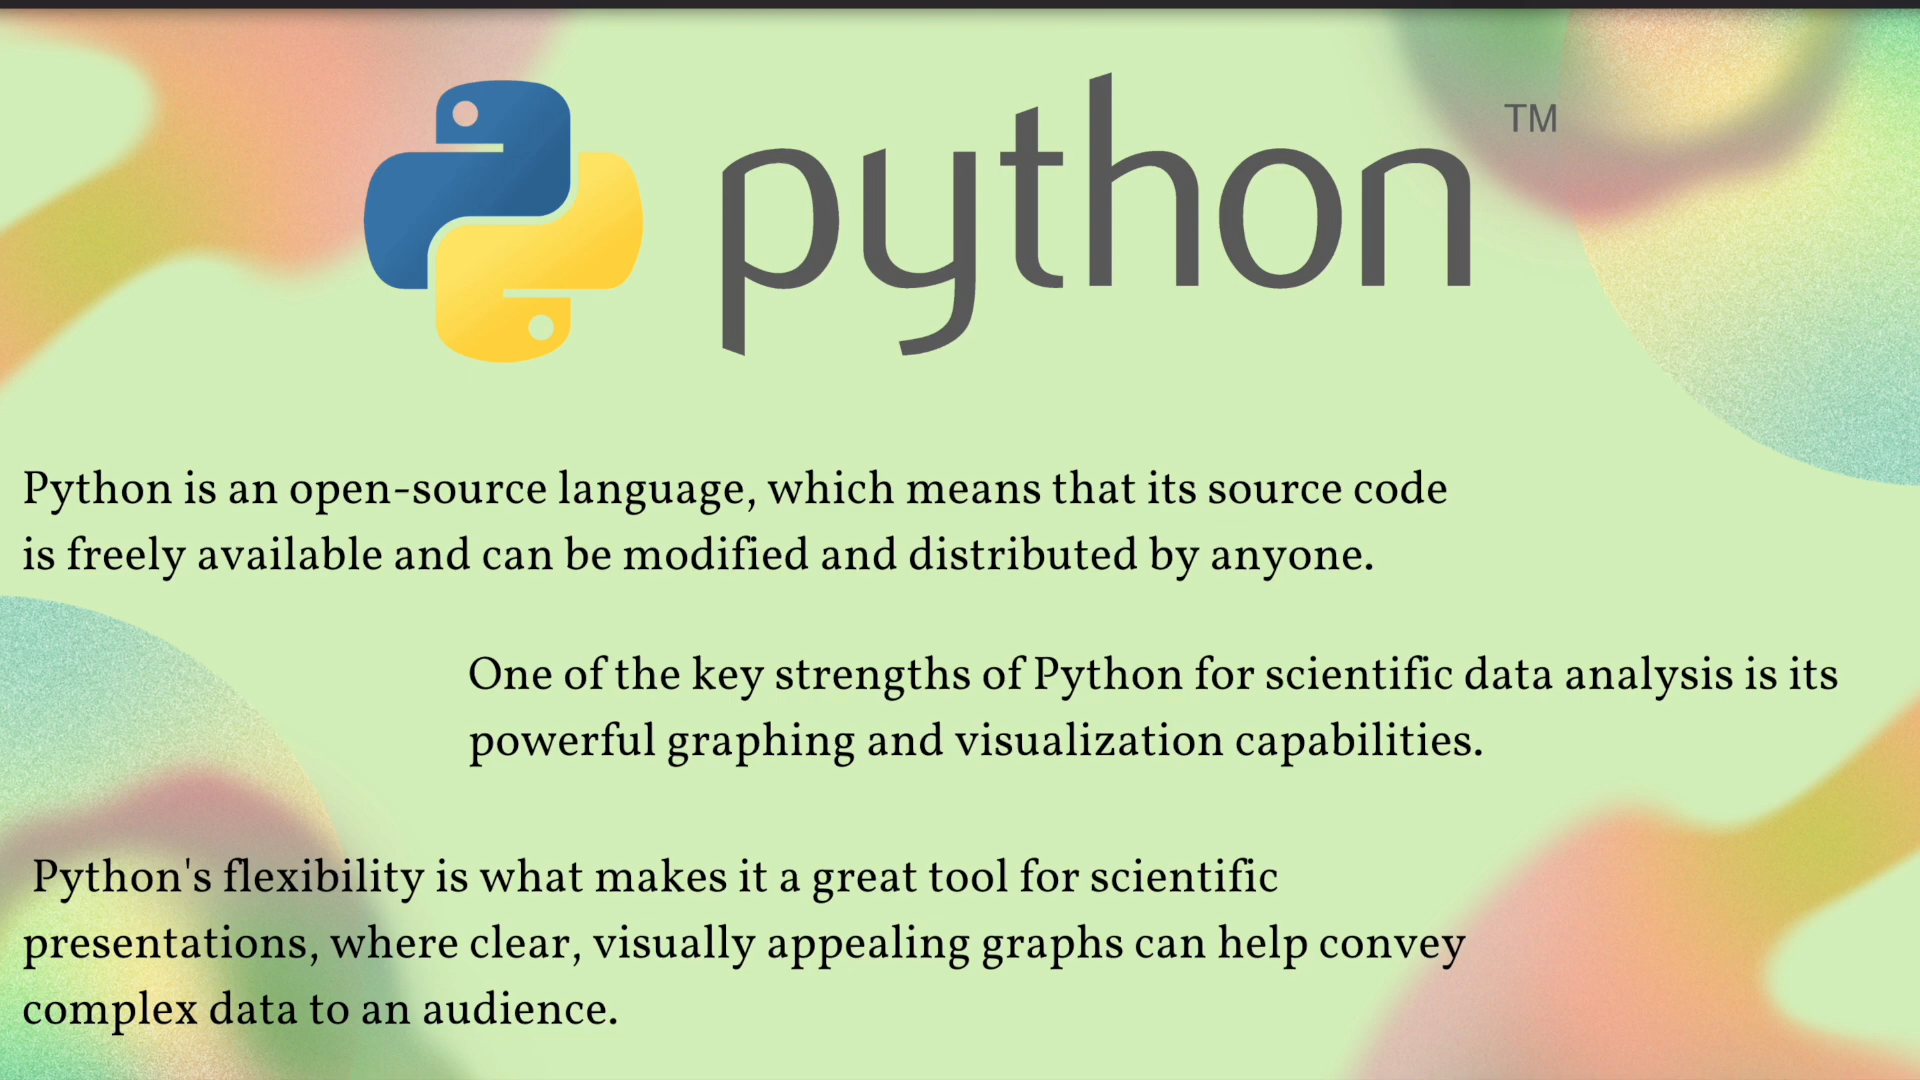 python TM
Python is an open-source language, which means that its source code
is freely available and can be modified and distributed by anyone.
One of the key strengths of Python for scientific data analysis is its
powerful graphing and visualization capabilities.
Python's flexibility is what makes it a great tool for scientific
presentations, where clear, visually appealing graphs can help convey
complex data to an audience.